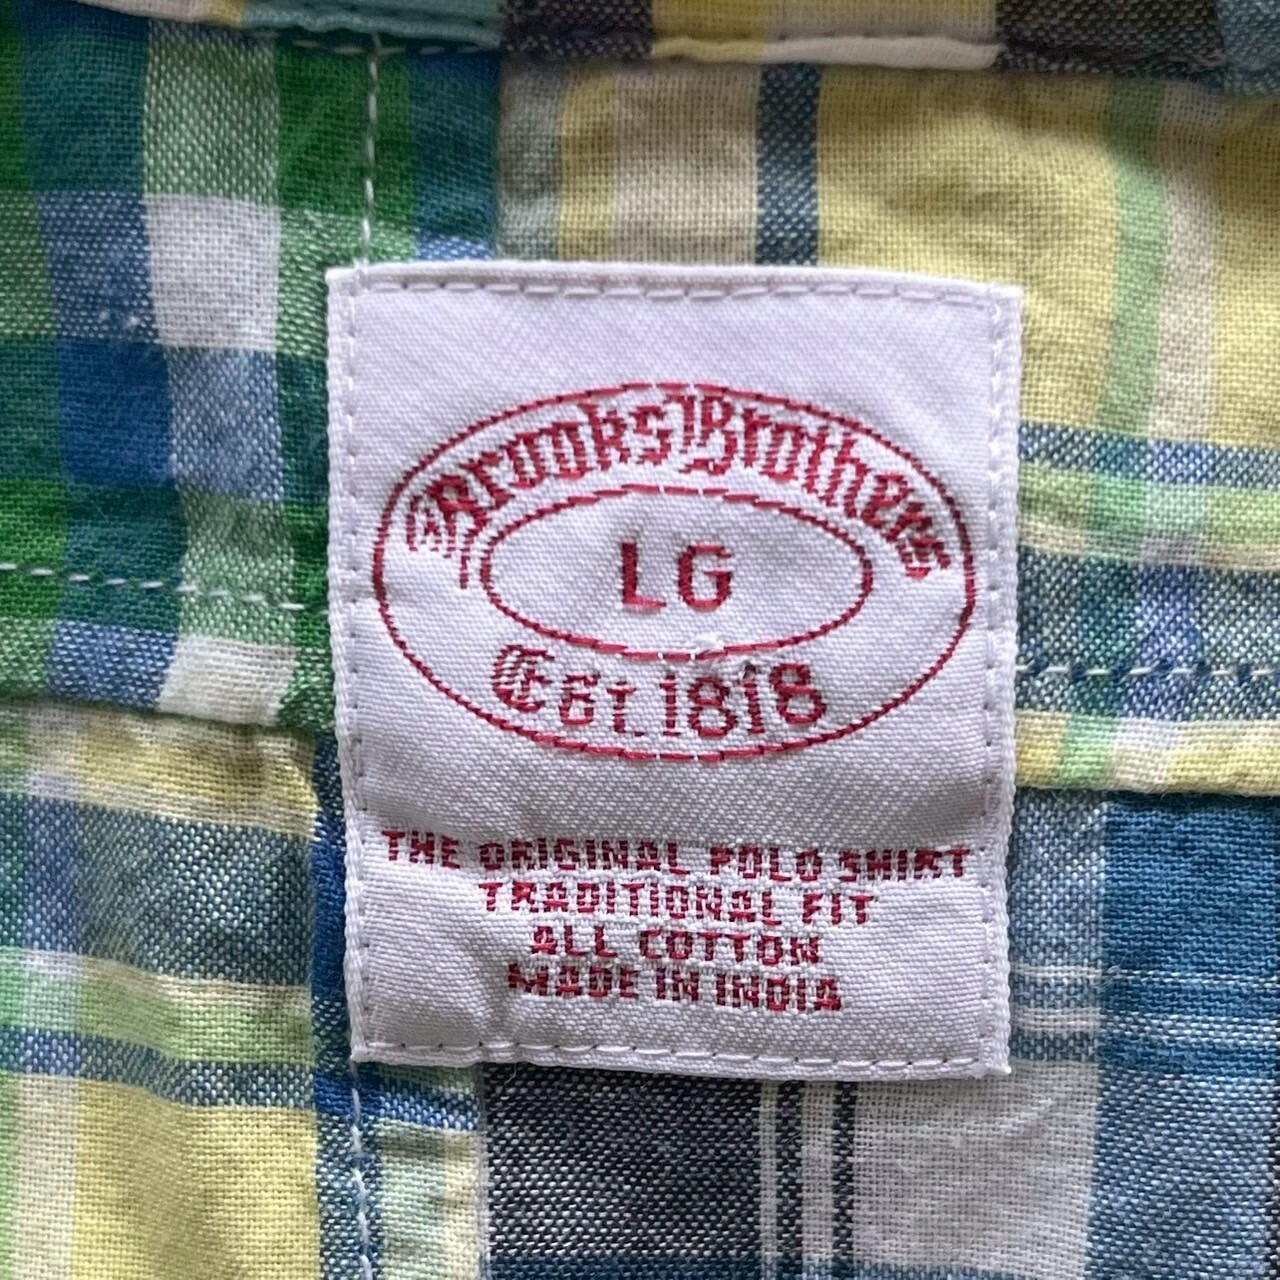 Brooks Brothers
LG
Est. 1818
THE ORIGINAL POLO SHIRT
TRADITIONAL FIT
ALL COTTON
MADE IN INDIA